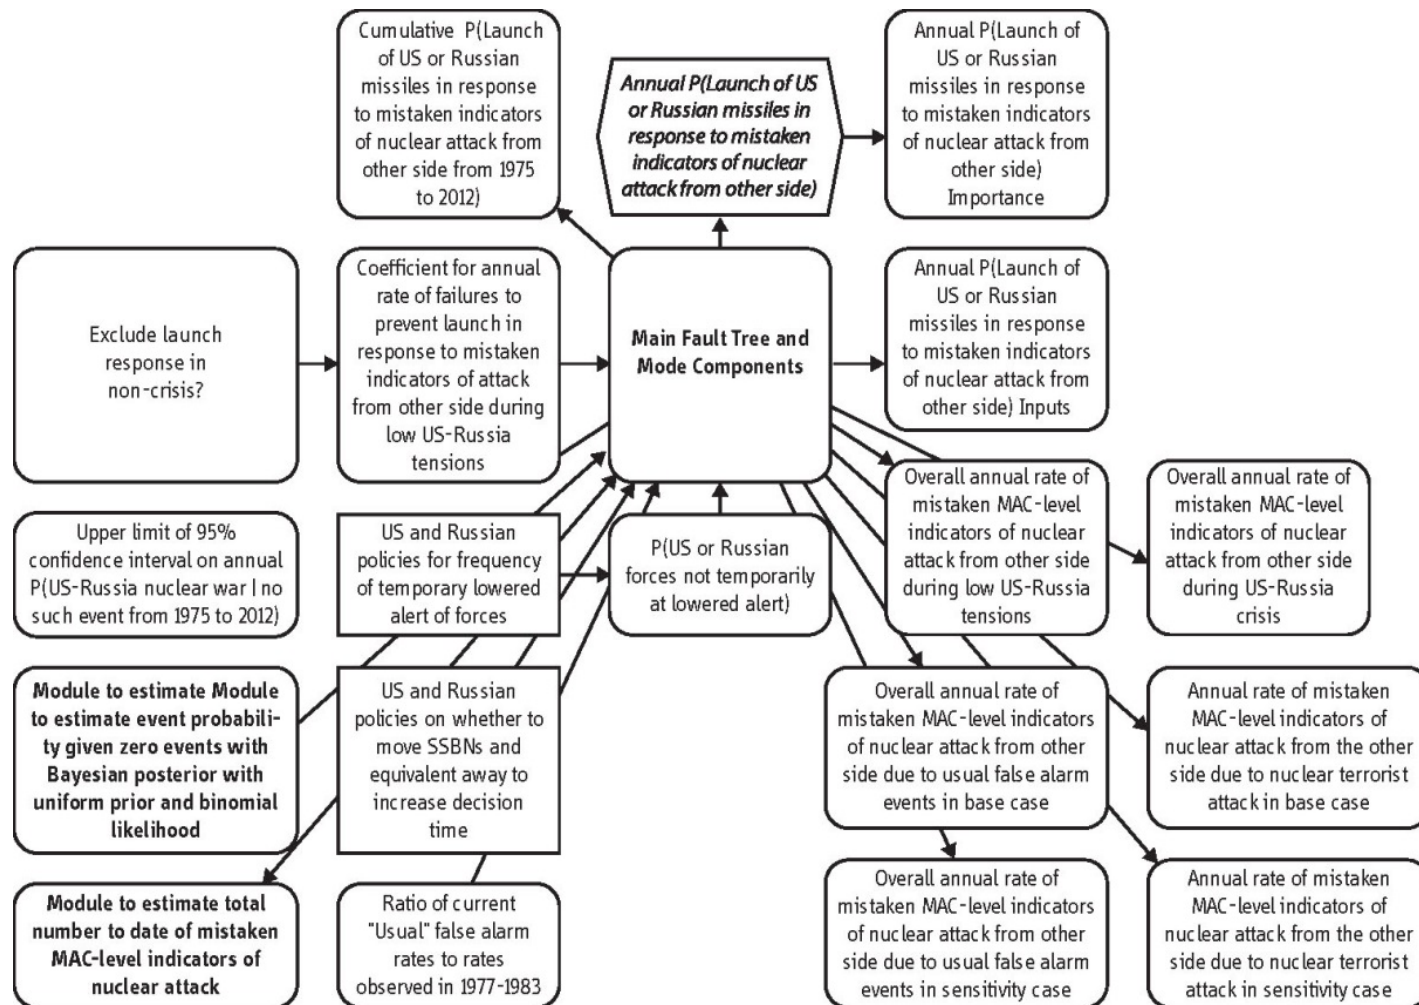 Cumulative P(Launch
of US or Russian
missiles in response
to mistaken indicators
of nuclear attack from
other side from 1975
to 2012)
Annual P(Launch of US
or Russian missiles in
response to mistaken
indicators of nuclear
attack from other side)
Annual P(Launch of
US or Russian
missiles in response
to mistaken indicators
of nuclear attack from
other side)
Importance
Exclude launch
response in
non-crisis?
Coefficient for annual
rate of failures to
prevent launch in
response to mistaken
indicators of attack
from other side during
low US-Russia
tensions
Main Fault Tree and
Mode Components
Annual P(Launch of
US or Russian
missiles in response
to mistaken indicators
of nuclear attack from
other side) Inputs
Upper limit of 95%
confidence interval on annual
P(US-Russia nuclear war | no
such event from 1975 to 2012)
US and Russian
policies for frequency
of temporary lowered
alert of forces
P(US or Russian
forces not temporarily
at lowered alert)
Overall annual rate of
mistaken MAC-level
indicators of nuclear
attack from other side
during low US-Russia
tensions
Overall annual rate of
mistaken MAC-level
indicators of nuclear
attack from other side
during US-Russia
crisis
Module to estimate Module
to estimate event probabili-
ty given zero events with
Bayesian posterior with
uniform prior and binomial
likelihood
US and Russian
policies on whether to
move SSBNs and
equivalent away to
increase decision
time
Overall annual rate of
mistaken MAC-level indicators
of nuclear attack from other
side due to usual false alarm
events in base case
Annual rate of mistaken
MAC-level indicators of
nuclear attack from the other
side due to nuclear terrorist
attack in base case
Module to estimate total
number to date of mistaken
MAC-level indicators of
nuclear attack
Ratio of current
"Usual" false alarm
rates to rates
observed in 1977-1983
Overall annual rate of
mistaken MAC-level indicators
of nuclear attack from other
side due to usual false alarm
events in sensitivity case
Annual rate of mistaken
MAC-level indicators of
nuclear attack from the other
side due to nuclear terrorist
attack in sensitivity case